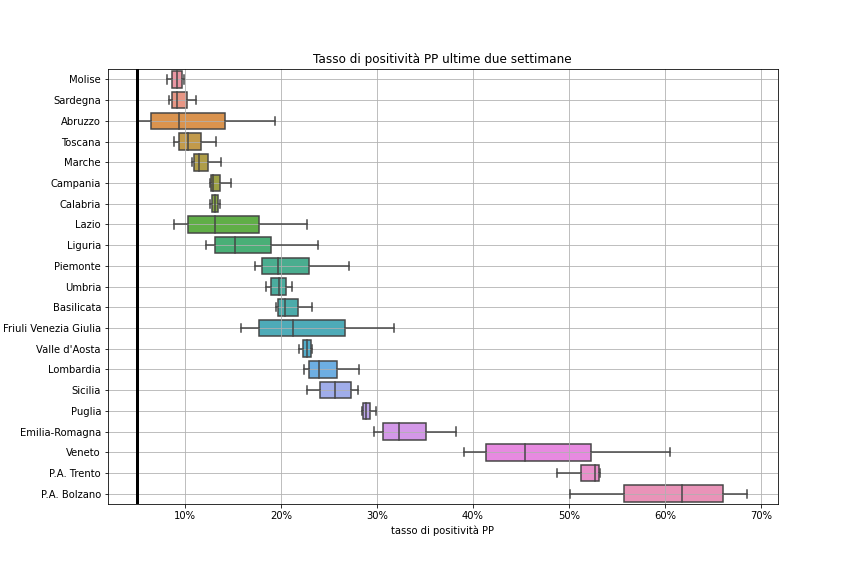 Tasso di positività PP ultime due settimane
Molise
Sardegna
Abruzzo
Toscana
Marche
Campania
Calabria
Lazio
Liguria
Piemonte
Umbria
Basilicata
Friuli Venezia Giulia
Valle d'Aosta
Lombardia
Sicilia
Puglia
Emilia-Romagna
Veneto
P.A. Trento
P.A. Bolzano
10% 20% 30% 40% 50% 60% 70%
tasso di positività PP